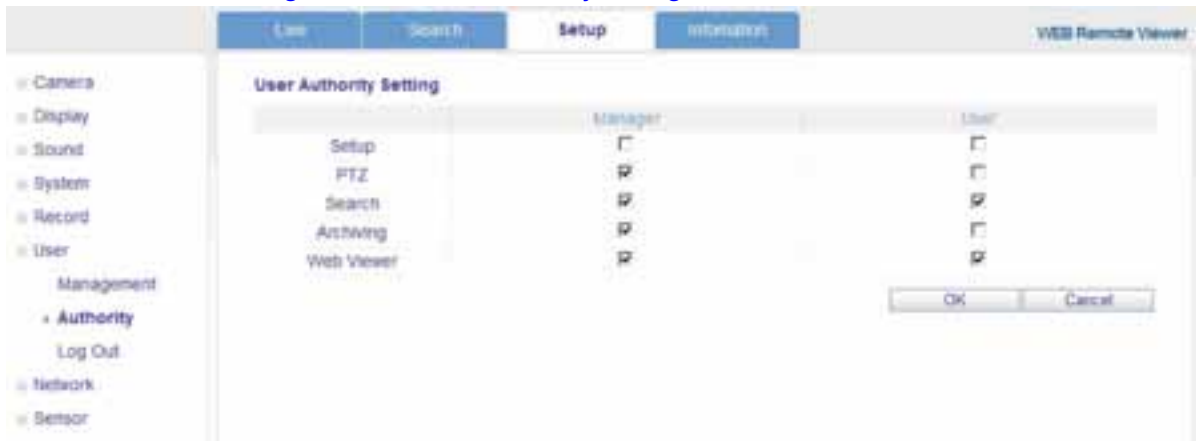 Live Search Setup Information WEB Remote Viewer
Camera
Display
Sound
System
Record
User
Management
Authority
Log Out
Network
Sensor
User Authority Setting
Manager User
Setup
PTZ
Search
Archiving
Web Viewer
OK Cancel